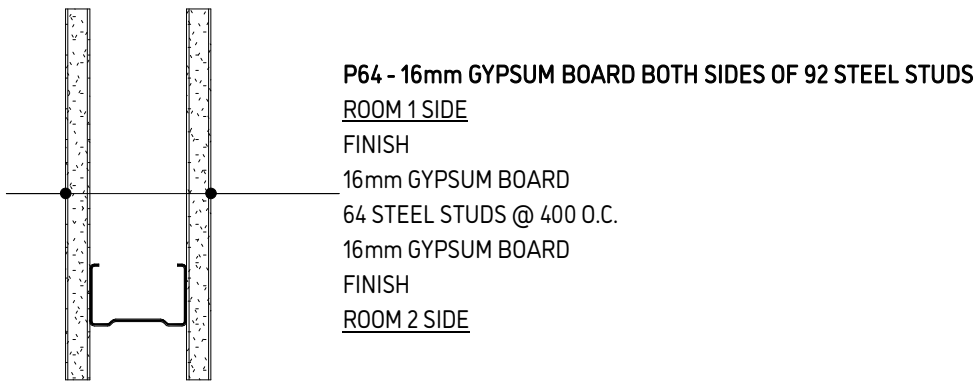 P64 - 16mm GYPSUM BOARD BOTH SIDES OF 92 STEEL STUDS
ROOM 1 SIDE
FINISH
16mm GYPSUM BOARD
64 STEEL STUDS @ 400 O.C.
16mm GYPSUM BOARD
FINISH
ROOM 2 SIDE